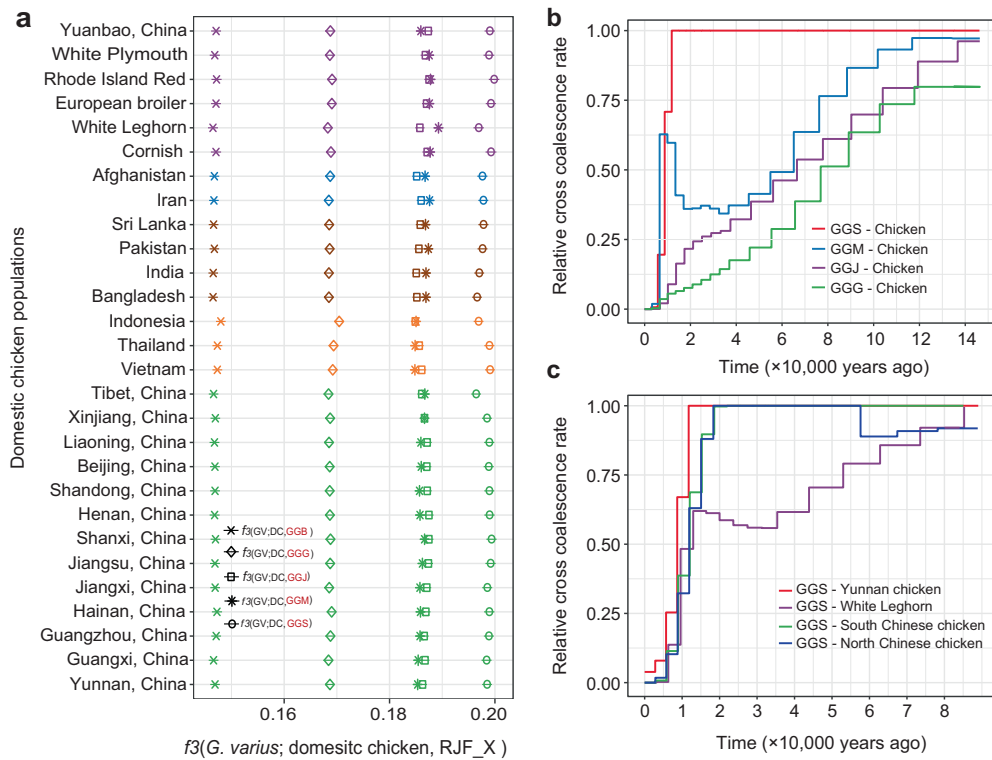 a
Domestic chicken populations
Yuanbao, China
White Plymouth
Rhode Island Red
European broiler
White Leghorn
Cornish
Afghanistan
Iran
Sri Lanka
Pakistan
India
Bangladesh
Indonesia
Thailand
Vietnam
Tibet, China
Xinjiang, China
Liaoning, China
Beijing, China
Shandong, China
Henan, China
Shanxi, China
Jiangsu, China
Jiangxi, China
Hainan, China
Guangzhou, China
Guangxi, China
Yunnan, China
f3(GV;DC,GGB )
f3(GV;DC,GGG)
f3(GV;DC,GGJ)
f3(GV;DC,GGM)
f3(GV;DC, GGS)
0.16 0.18 0.20
f3(G. varius; domesitc chicken, RJF_X )
b
Relative cross coalescence rate
1.00
0.75
0.50
0.25
0.00
GGS - Chicken
GGM - Chicken
GGJ - Chicken
GGG - Chicken
0 2 4 6 8 10 12 14
Time (×10,000 years ago)
c
Relative cross coalescence rate
1.00
0.75
0.50
0.25
0.00
GGS - Yunnan chicken
GGS - White Leghorn
GGS - South Chinese chicken
GGS - North Chinese chicken
0 1 2 3 4 5 6 7 8
Time (×10,000 years ago)